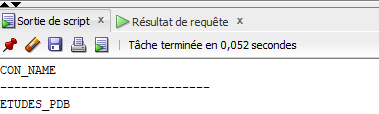 Sortie de script x Résultat de requête x
Tâche terminée en 0,052 secondes
CON_NAME
------------------------------
ETUDES_PDB